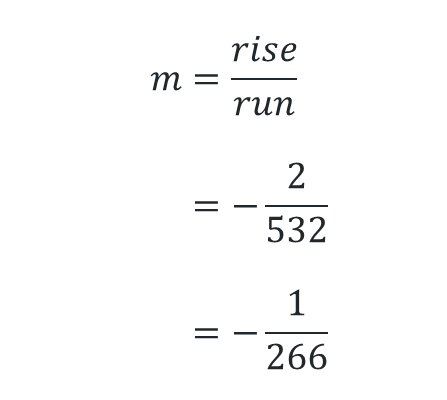 m = rise/run
= − 2/532
= − 1/266